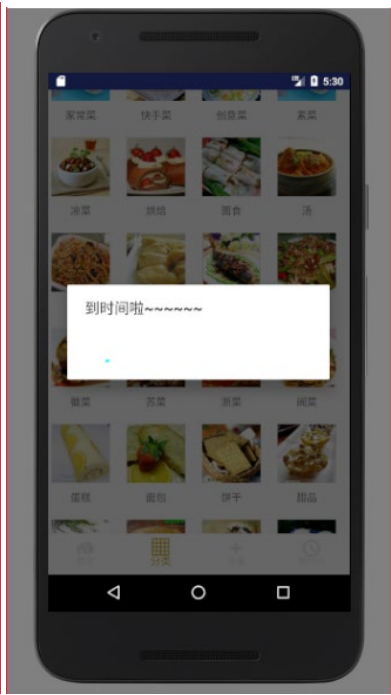 5:30
家常菜 快手菜 创意菜 素菜
凉菜 烘焙 面食 汤
到时间啦~~~~~~
徽菜 苏菜 浙菜 闽菜
蛋糕 面包 饼干 甜品
分类